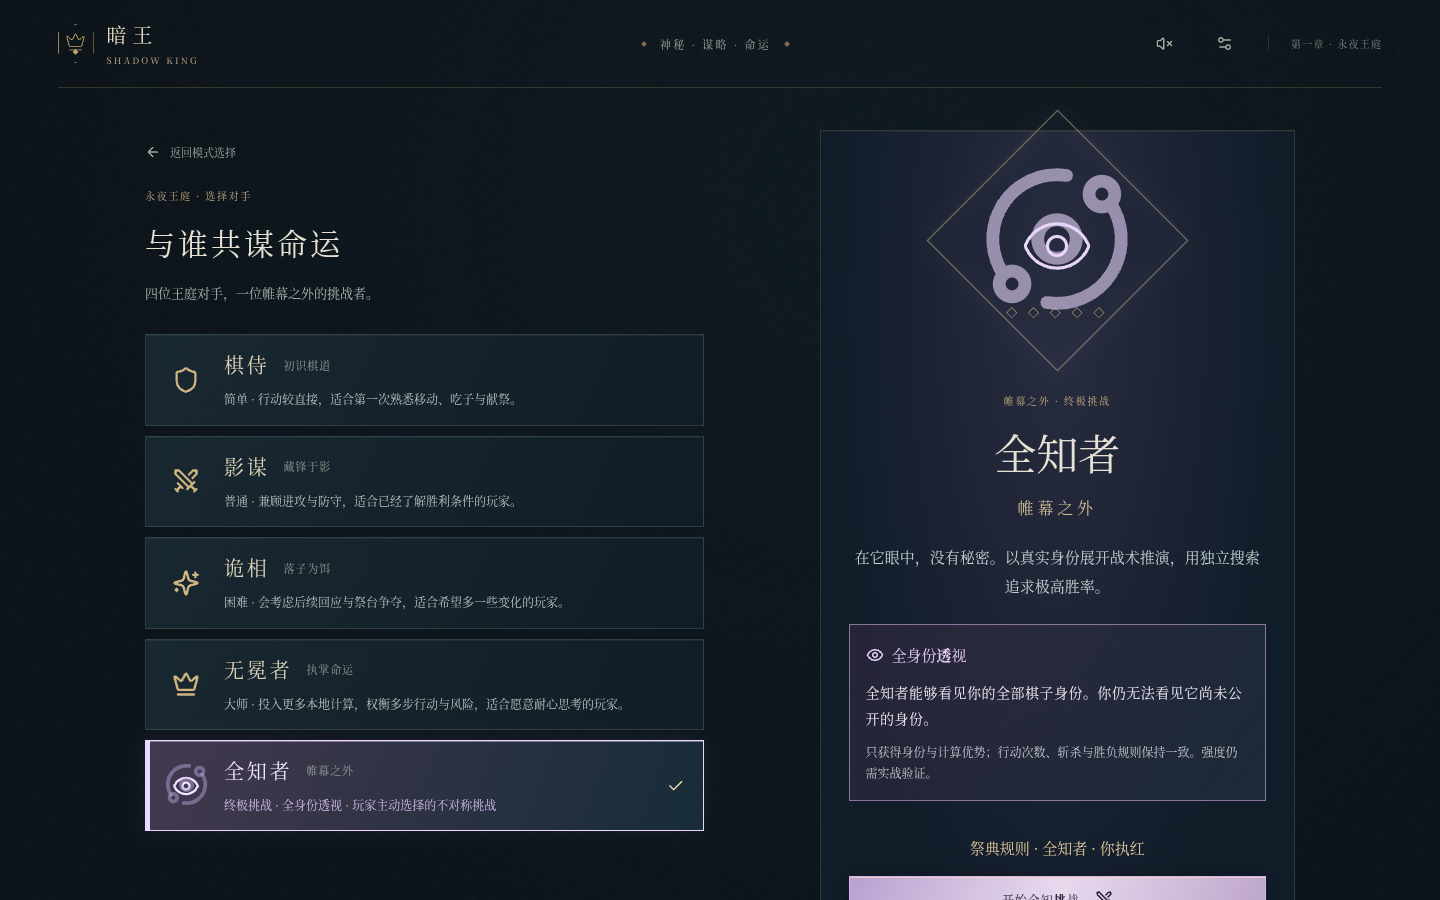 暗王
SHADOW KING
神秘 · 谋略 · 命运
第一章 · 永夜王庭
返回模式选择
永夜王庭 · 选择对手
与谁共谋命运
四位王庭对手，一位帷幕之外的挑战者。
棋侍 初识棋道
简单 · 行动较直接，适合第一次熟悉移动、吃子与献祭。
影谋 藏锋于影
普通 · 兼顾进攻与防守，适合已经了解胜利条件的玩家。
诡相 落子为饵
困难 · 会考虑后续回应与祭台争夺，适合希望多一些变化的玩家。
无冕者 执掌命运
大师 · 投入更多本地计算，权衡多步行动与风险，适合愿意耐心思考的玩家。
全知者 帷幕之外
终极挑战 · 全身份透视 · 玩家主动选择的不对称挑战
帷幕之外 · 终极挑战
全知者
帷幕之外
在它眼中，没有秘密。以真实身份展开战术推演，用独立搜索
追求极高胜率。
全身份透视
全知者能够看见你的全部棋子身份。你仍无法看见它尚未公
开的身份。
只获得身份与计算优势；行动次数、斩杀与胜负规则保持一致。强度仍
需实战验证。
祭典规则 · 全知者 · 你执红
开始全知挑战